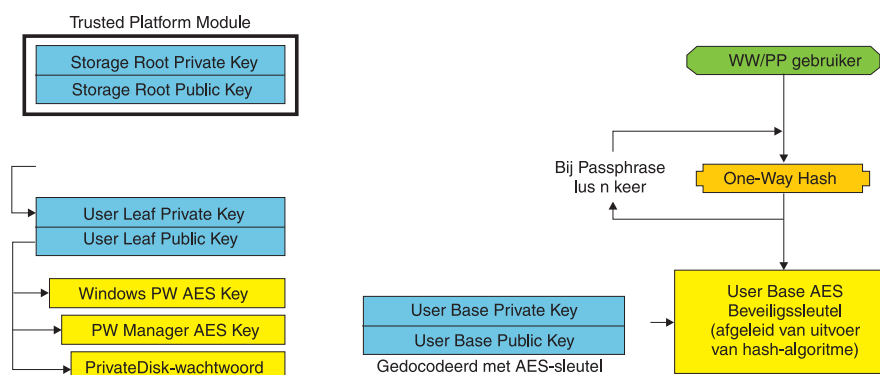 Trusted Platform Module
Storage Root Private Key
Storage Root Public Key
WW/PP gebruiker
Bij Passphrase
lus n keer
One-Way Hash
User Leaf Private Key
User Leaf Public Key
Windows PW AES Key
PW Manager AES Key
PrivateDisk-wachtwoord
User Base Private Key
User Base Public Key
Gedocodeerd met AES-sleutel
User Base AES
Beveiligssleutel
(afgeleid van uitvoer
van hash-algoritme)